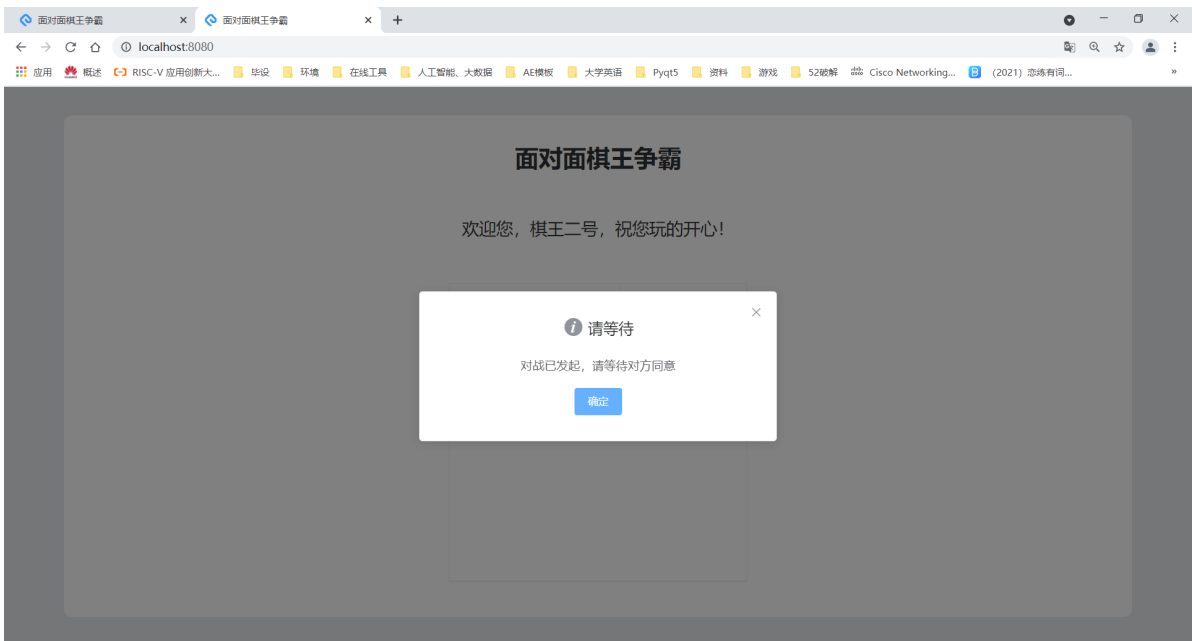 面对面棋王争霸 面对面棋王争霸
localhost:8080
应用 概述 RISC-V 应用创新大... 毕设 环境 在线工具 人工智能、大数据 AE模板 大学英语 Pyqt5 资料 游戏 52破解 Cisco Networking... (2021) 恋练有词... »
面对面棋王争霸
欢迎您，棋王二号，祝您玩的开心！
请等待
对战已发起，请等待对方同意
确定